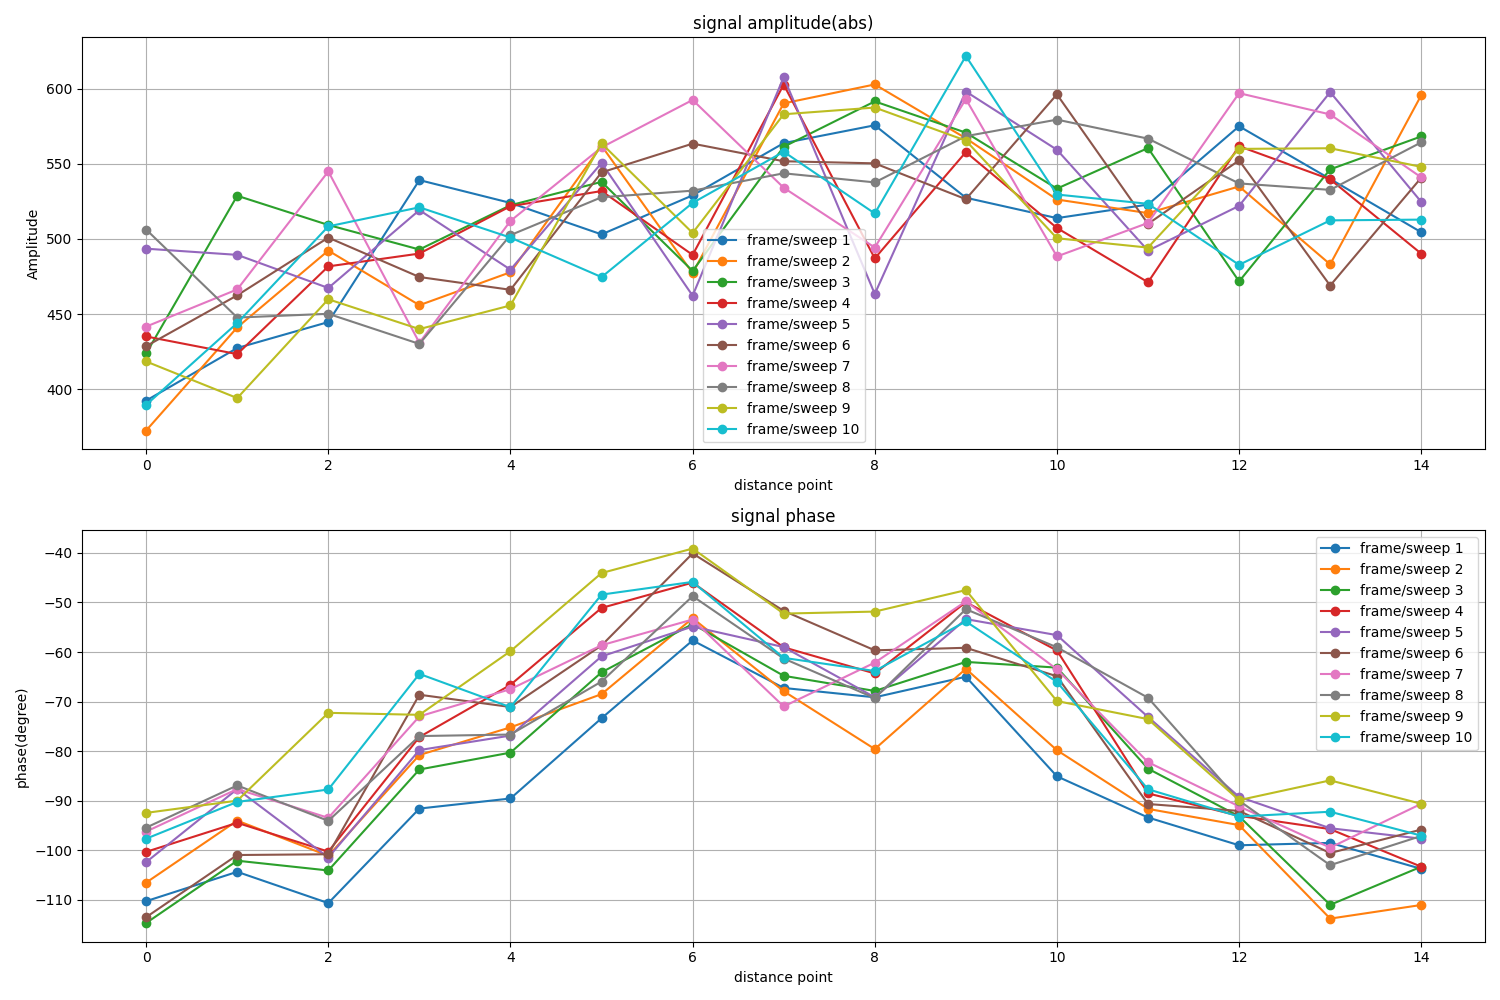 signal amplitude(abs)
Amplitude
600
550
500
450
400
frame/sweep 1
frame/sweep 2
frame/sweep 3
frame/sweep 4
frame/sweep 5
frame/sweep 6
frame/sweep 7
frame/sweep 8
frame/sweep 9
frame/sweep 10
0 2 4 6 8 10 12 14
distance point
signal phase
phase(degree)
−40
−50
−60
−70
−80
−90
−100
−110
frame/sweep 1
frame/sweep 2
frame/sweep 3
frame/sweep 4
frame/sweep 5
frame/sweep 6
frame/sweep 7
frame/sweep 8
frame/sweep 9
frame/sweep 10
0 2 4 6 8 10 12 14
distance point